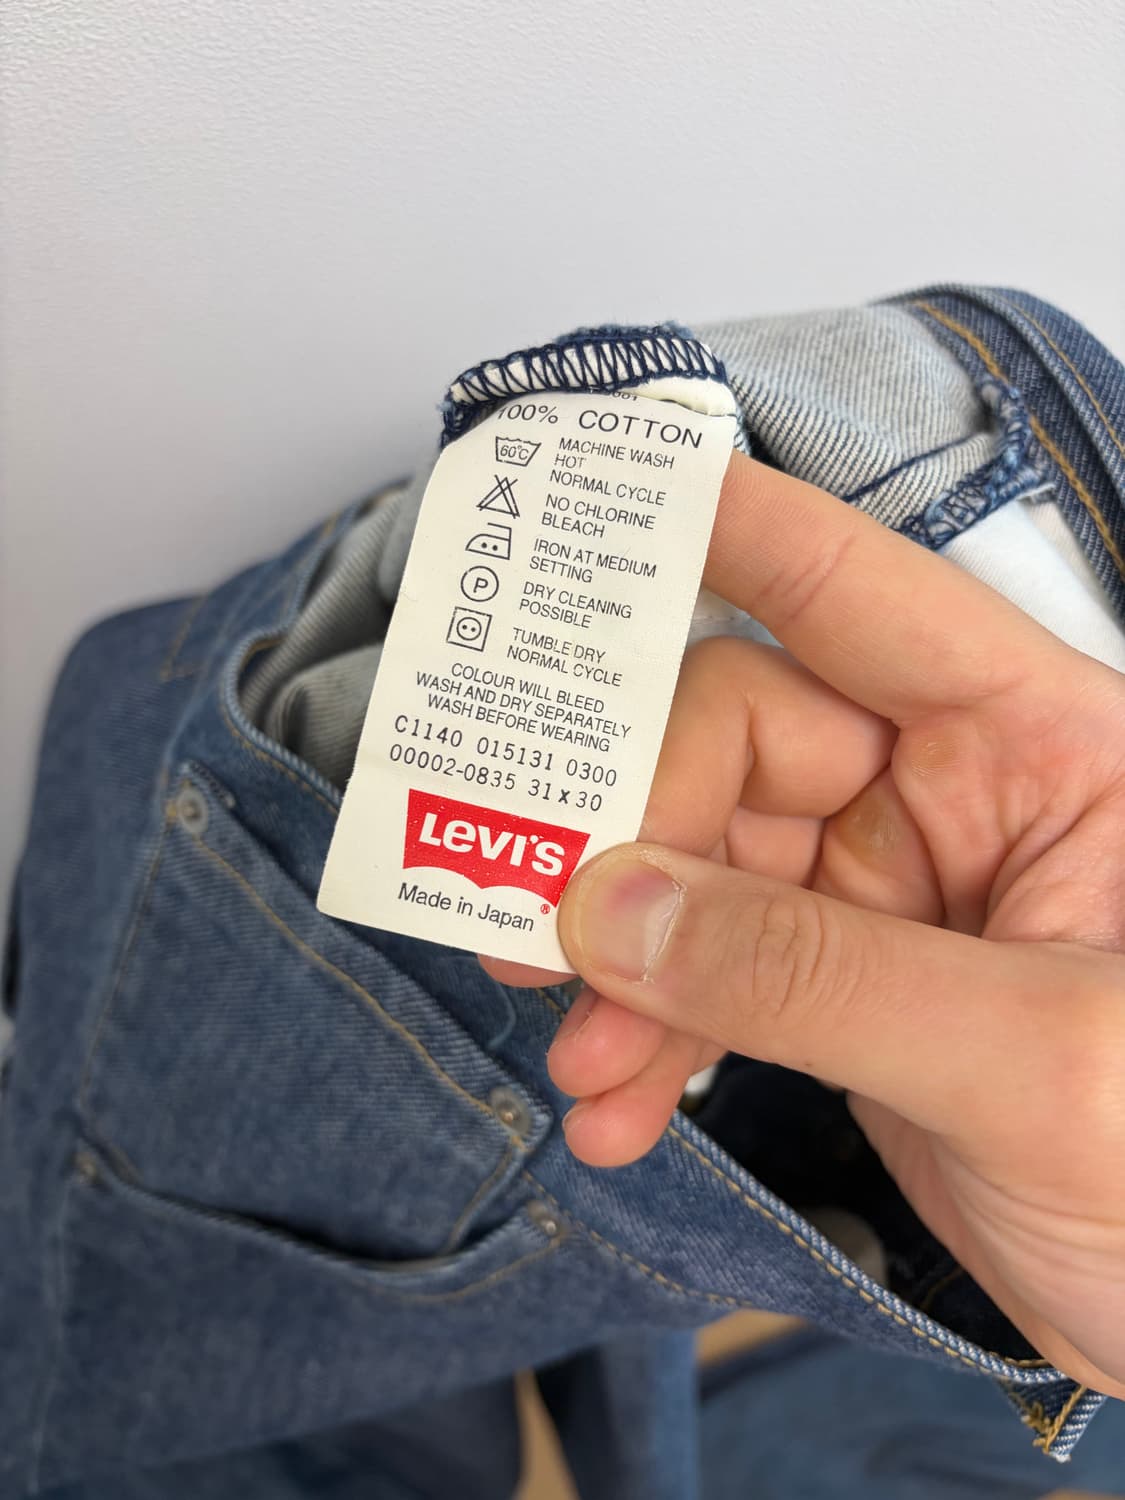 100% COTTON
60°C
MACHINE WASH
HOT
NORMAL CYCLE
NO CHLORINE
BLEACH
IRON AT MEDIUM
SETTING
P
DRY CLEANING
POSSIBLE
TUMBLE DRY
NORMAL CYCLE
COLOUR WILL BLEED
WASH AND DRY SEPARATELY
WASH BEFORE WEARING
C1140 015131 0300
00002-0835 31x30
LEVI'S
®
Made in Japan